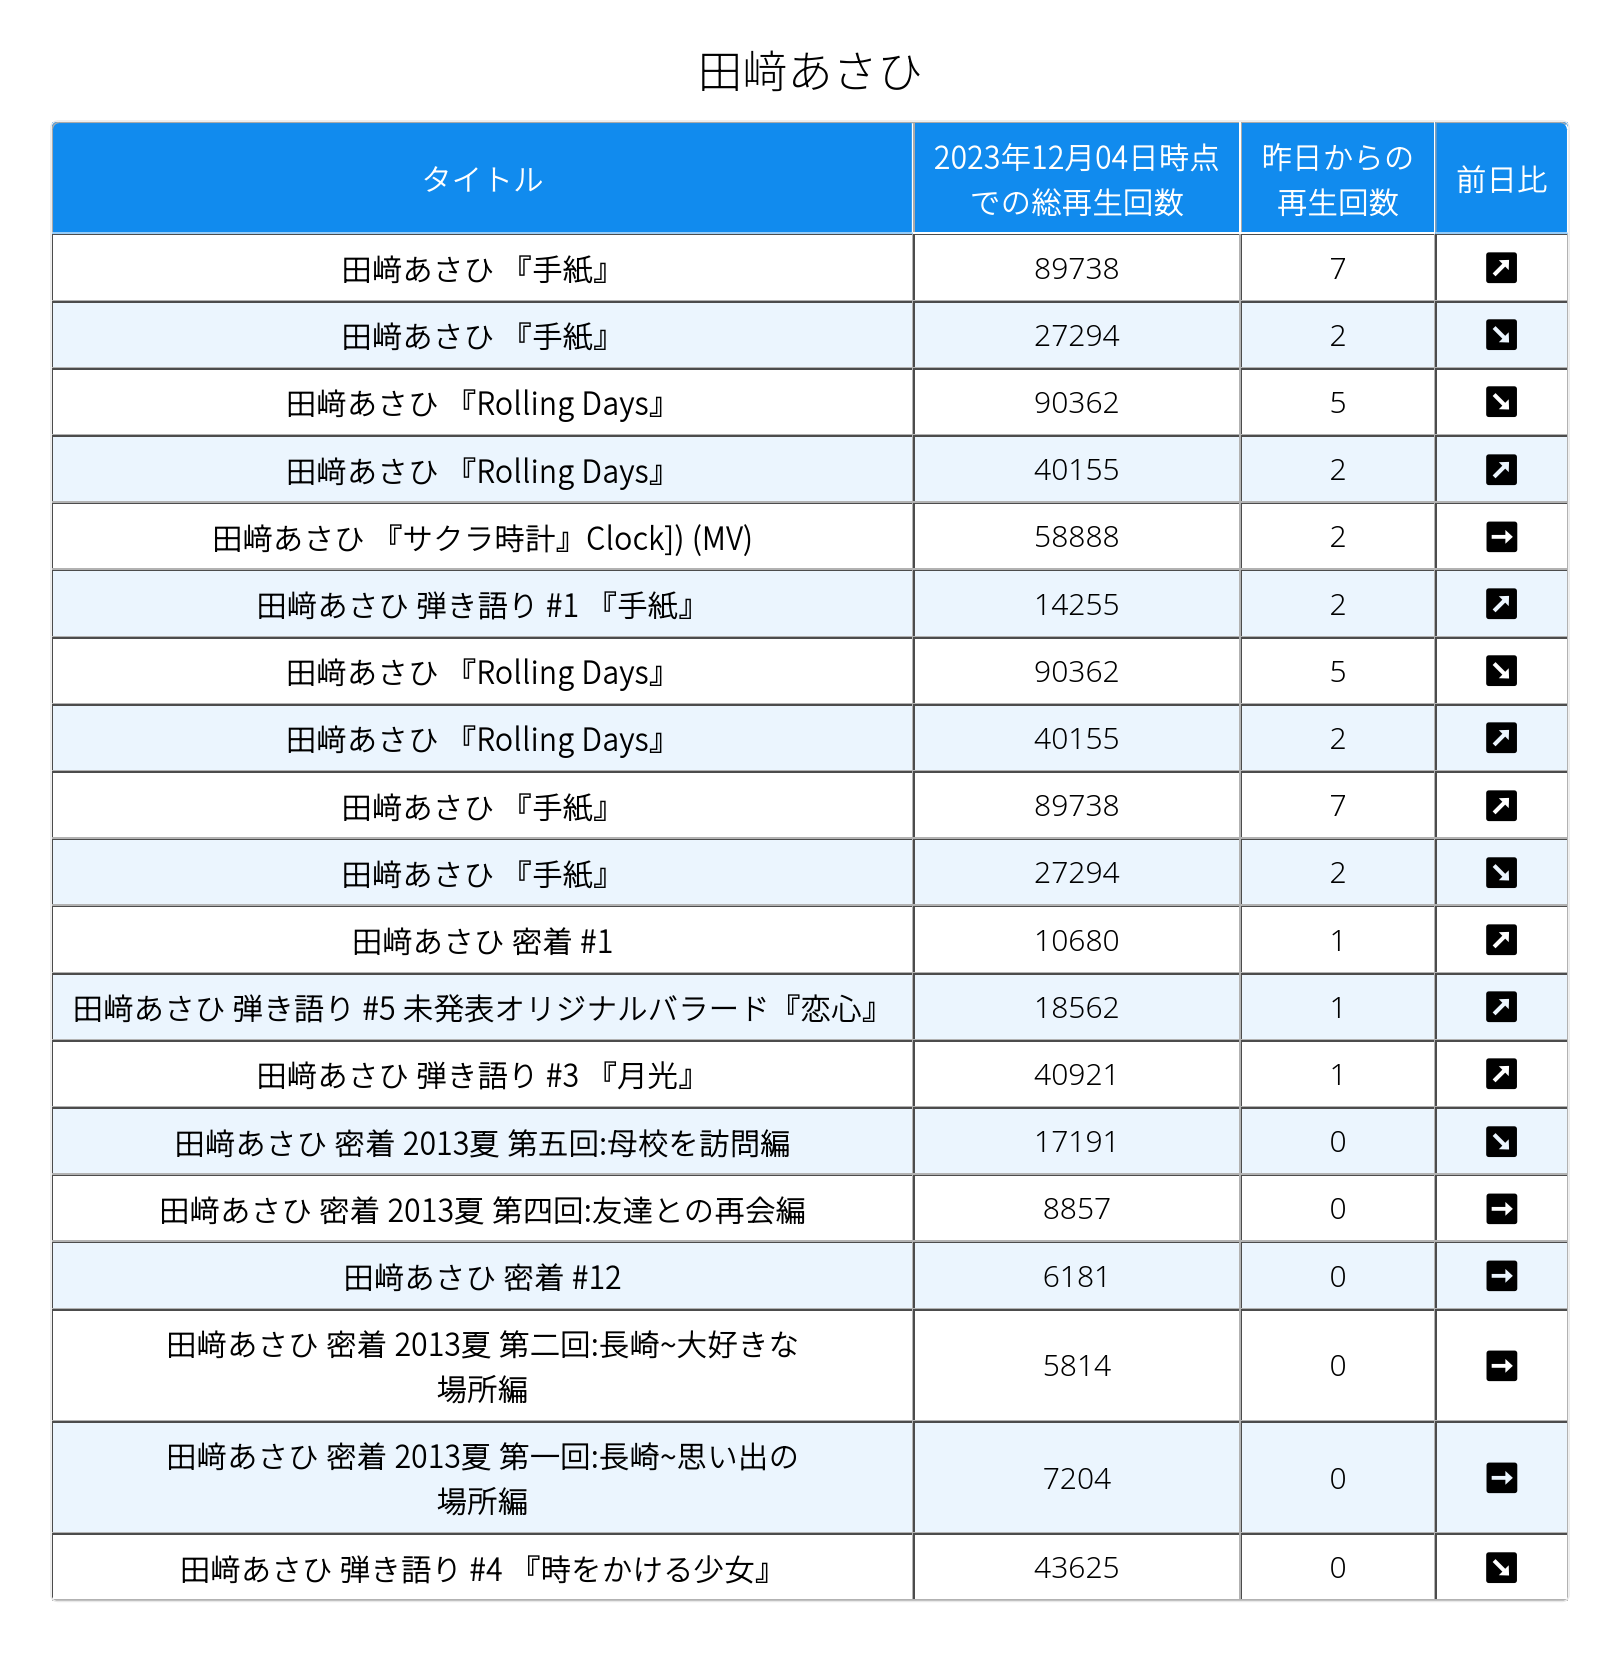 田﨑あさひ
タイトル 2023年12月04日時点での総再生回数 昨日からの再生回数 前日比
田﨑あさひ 『手紙』 89738 7 ↗
田﨑あさひ 『手紙』 27294 2 ↘
田﨑あさひ 『Rolling Days』 90362 5 ↘
田﨑あさひ 『Rolling Days』 40155 2 ↗
田﨑あさひ 『サクラ時計』Clock]) (MV) 58888 2 →
田﨑あさひ 弾き語り #1 『手紙』 14255 2 ↗
田﨑あさひ 『Rolling Days』 90362 5 ↘
田﨑あさひ 『Rolling Days』 40155 2 ↗
田﨑あさひ 『手紙』 89738 7 ↗
田﨑あさひ 『手紙』 27294 2 ↘
田﨑あさひ 密着 #1 10680 1 ↗
田﨑あさひ 弾き語り #5 未発表オリジナルバラード『恋心』 18562 1 ↗
田﨑あさひ 弾き語り #3 『月光』 40921 1 ↗
田﨑あさひ 密着 2013夏 第五回:母校を訪問編 17191 0 ↘
田﨑あさひ 密着 2013夏 第四回:友達との再会編 8857 0 →
田﨑あさひ 密着 #12 6181 0 →
田﨑あさひ 密着 2013夏 第二回:長崎~大好きな
場所編 5814 0 →
田﨑あさひ 密着 2013夏 第一回:長崎~思い出の
場所編 7204 0 →
田﨑あさひ 弾き語り #4 『時をかける少女』 43625 0 ↘